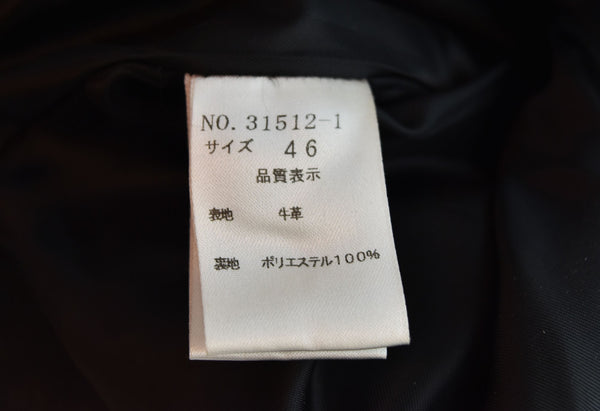 NO. 31512-1
サイズ 46
品質表示
表地 牛革
裏地 ポリエステル100%